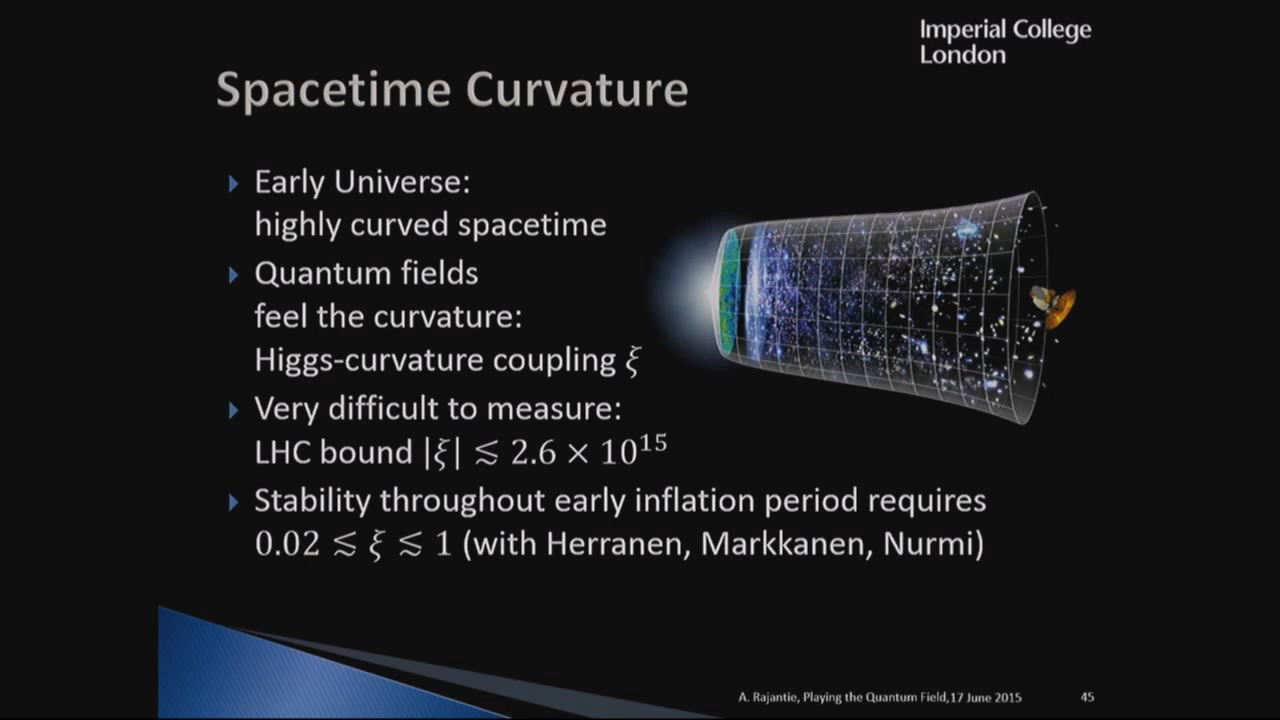 Imperial College
London
Spacetime Curvature
Early Universe:
highly curved spacetime
Quantum fields
feel the curvature:
Higgs-curvature coupling ξ
Very difficult to measure:
LHC bound |ξ| ≲ 2.6 × 10¹⁵
Stability throughout early inflation period requires
0.02 ≲ ξ ≲ 1 (with Herranen, Markkanen, Nurmi)
A. Rajantie, Playing the Quantum Field,17 June 2015
45